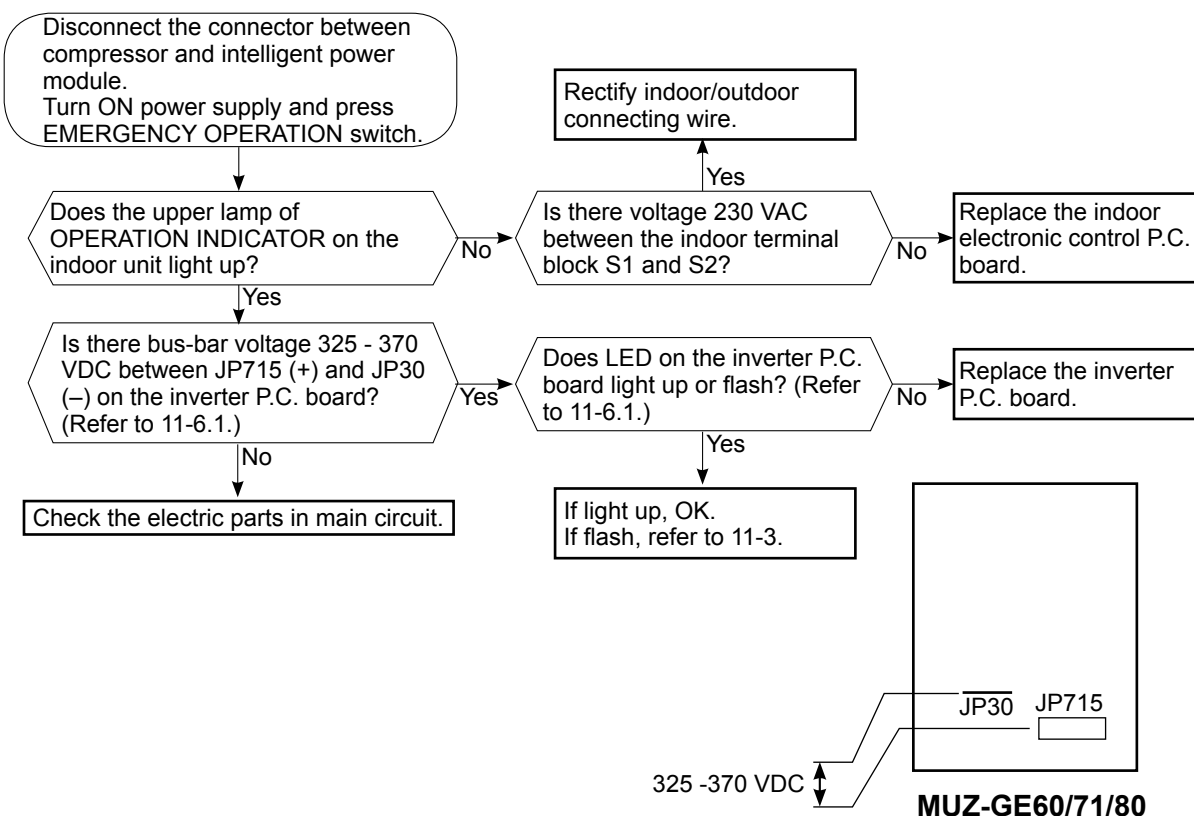 Disconnect the connector between
compressor and intelligent power
module.
Turn ON power supply and press
EMERGENCY OPERATION switch.
Rectify indoor/outdoor
connecting wire.
Yes
Does the upper lamp of
OPERATION INDICATOR on the
indoor unit light up?
No
Is there voltage 230 VAC
between the indoor terminal
block S1 and S2?
No
Replace the indoor
electronic control P.C.
board.
Yes
Is there bus-bar voltage 325 - 370
VDC between JP715 (+) and JP30
(–) on the inverter P.C. board?
(Refer to 11-6.1.)
Yes
Does LED on the inverter P.C.
board light up or flash? (Refer
to 11-6.1.)
No
Replace the inverter
P.C. board.
No
Yes
Check the electric parts in main circuit.
If light up, OK.
If flash, refer to 11-3.
JP30
JP715
325 -370 VDC
MUZ-GE60/71/80